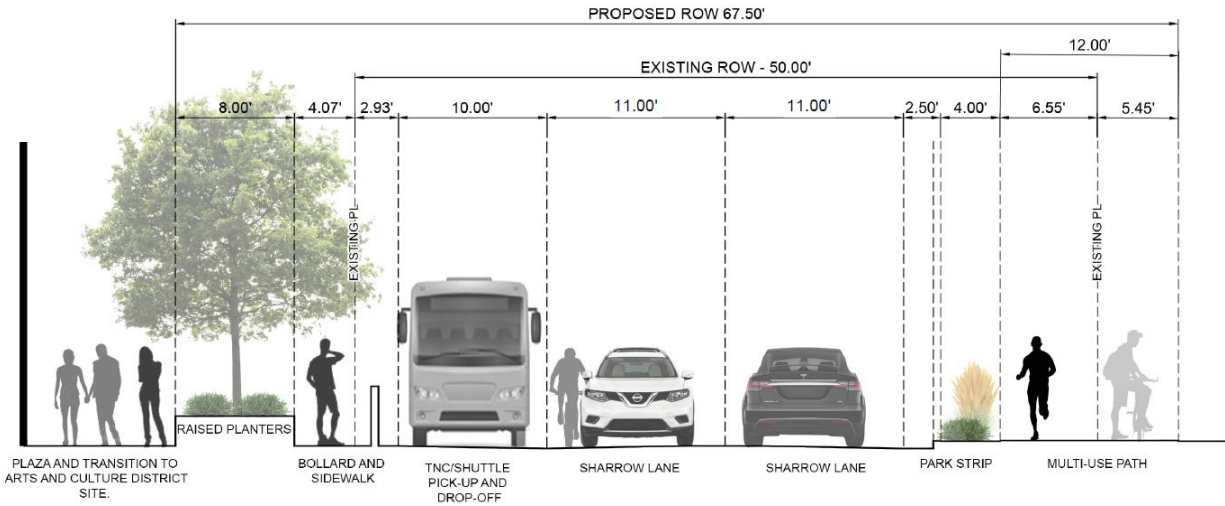 PROPOSED ROW 67.50'
12.00'
EXISTING ROW - 50.00'
8.00' 4.07' 2.93' 10.00' 11.00' 11.00' 2.50' 4.00' 6.55' 5.45'
EXISTING PL
EXISTING PL
RAISED PLANTERS
PLAZA AND TRANSITION TO
ARTS AND CULTURE DISTRICT
SITE.
BOLLARD AND
SIDEWALK
TNC/SHUTTLE
PICK-UP AND
DROP-OFF
SHARROW LANE
SHARROW LANE
PARK STRIP
MULTI-USE PATH